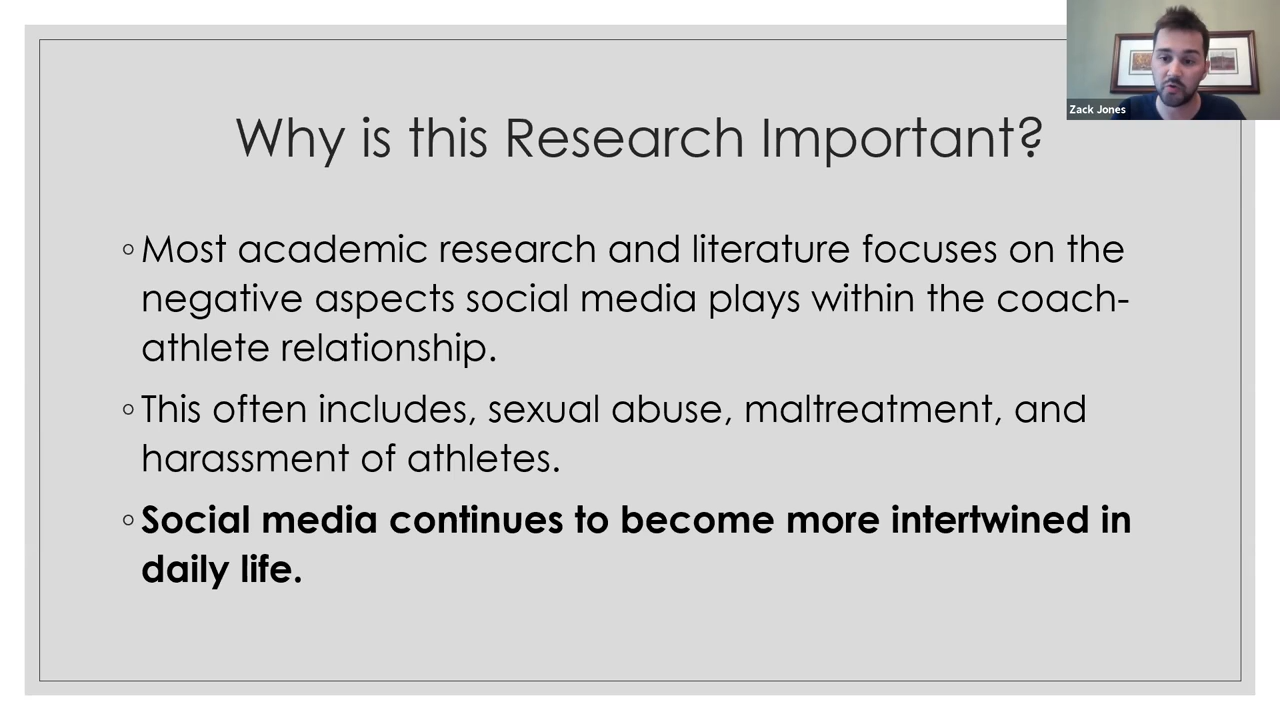 Zack Jones
Why is this Research Important?
◦Most academic research and literature focuses on the
negative aspects social media plays within the coach-
athlete relationship.
◦This often includes, sexual abuse, maltreatment, and
harassment of athletes.
◦Social media continues to become more intertwined in
daily life.